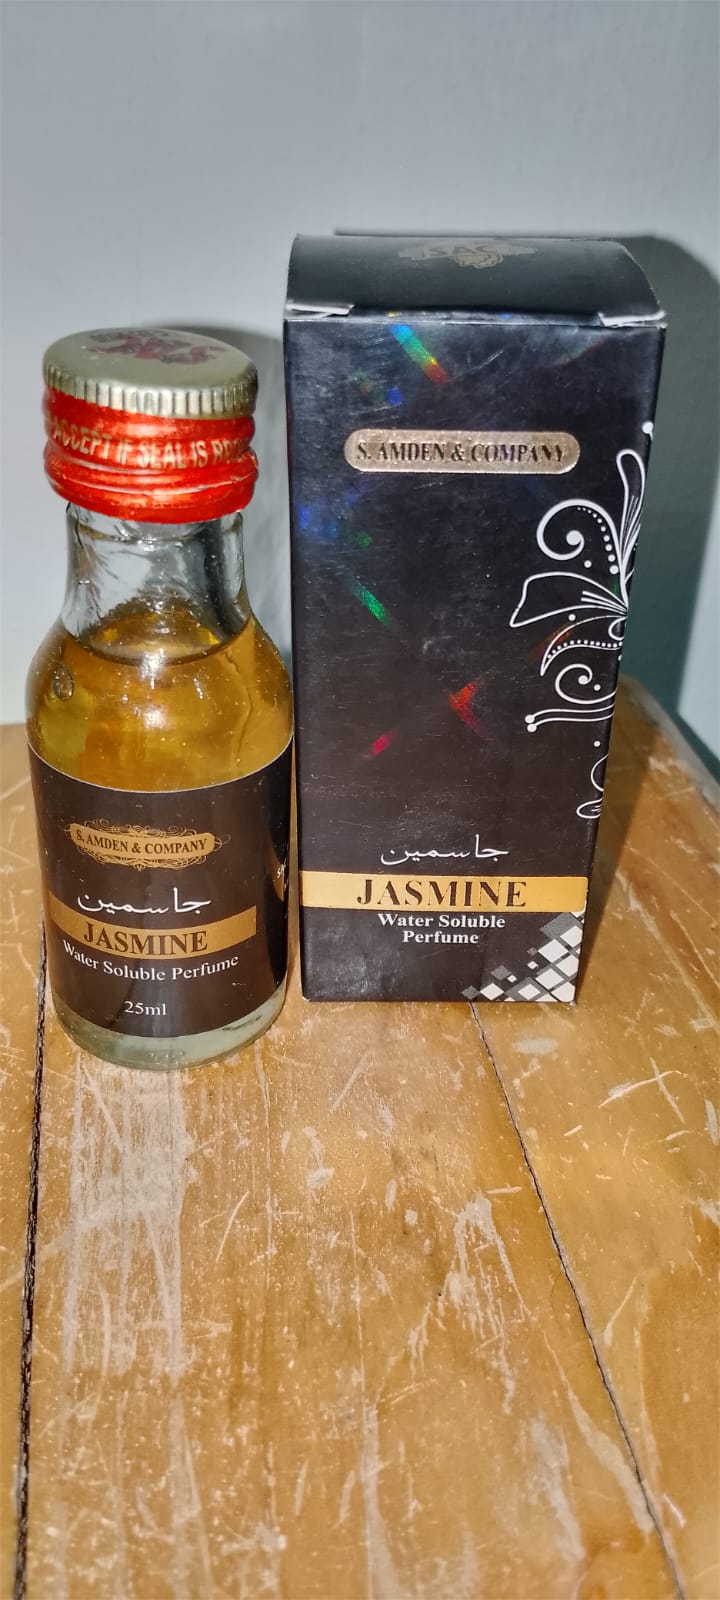 ACCEPT IF SEAL IS
S. AMDEN & COMPANY
جاسمين
JASMINE
Water Soluble Perfume
25ml
SAC
S. AMDEN & COMPANY
جاسمين
JASMINE
Water Soluble
Perfume